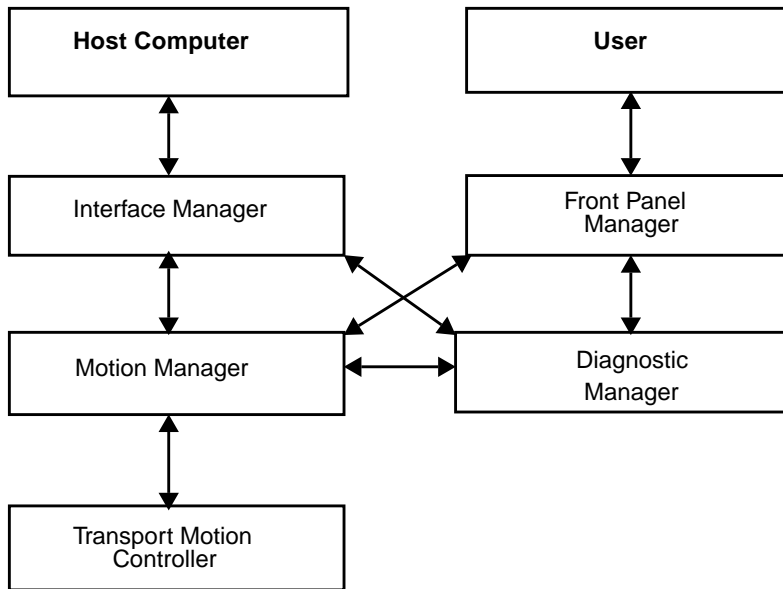 Host Computer
User
Interface Manager
Front Panel
Manager
Motion Manager
Diagnostic
Manager
Transport Motion
Controller